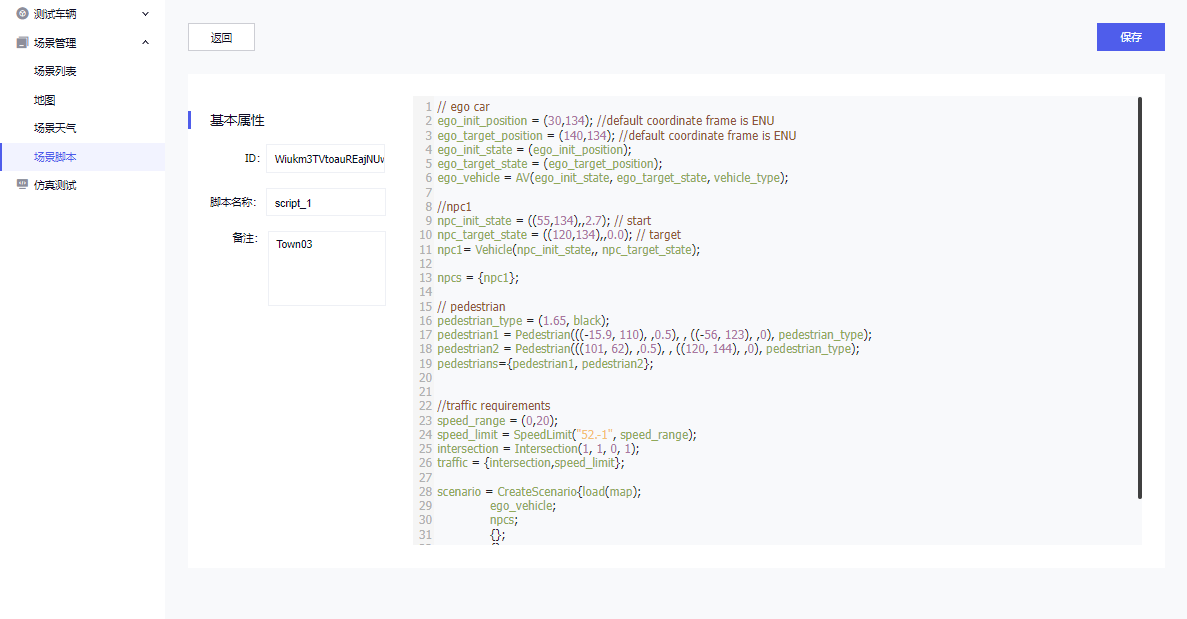 测试车辆
场景管理
场景列表
地图
场景天气
场景脚本
仿真测试
返回
保存
基本属性
ID:
Wiukm3TVtoauREajNUv
脚本名称:
script_1
备注:
Town03
1 // ego car
2 ego_init_position = (30,134); //default coordinate frame is ENU
3 ego_target_position = (140,134); //default coordinate frame is ENU
4 ego_init_state = (ego_init_position);
5 ego_target_state = (ego_target_position);
6 ego_vehicle = AV(ego_init_state, ego_target_state, vehicle_type);
7
8 //npc1
9 npc_init_state = ((55,134),,2.7); // start
10 npc_target_state = ((120,134),,0.0); // target
11 npc1= Vehicle(npc_init_state,, npc_target_state);
12
13 npcs = {npc1};
14
15 // pedestrian
16 pedestrian_type = (1.65, black);
17 pedestrian1 = Pedestrian(((-15.9, 110), ,0.5), , ((-56, 123), ,0), pedestrian_type);
18 pedestrian2 = Pedestrian(((101, 62), ,0.5), , ((120, 144), ,0), pedestrian_type);
19 pedestrians={pedestrian1, pedestrian2};
20
21
22 //traffic requirements
23 speed_range = (0,20);
24 speed_limit = SpeedLimit("52.-1", speed_range);
25 intersection = Intersection(1, 1, 0, 1);
26 traffic = {intersection,speed_limit};
27
28 scenario = CreateScenario{load(map);
29 ego_vehicle;
30 npcs;
31 {};